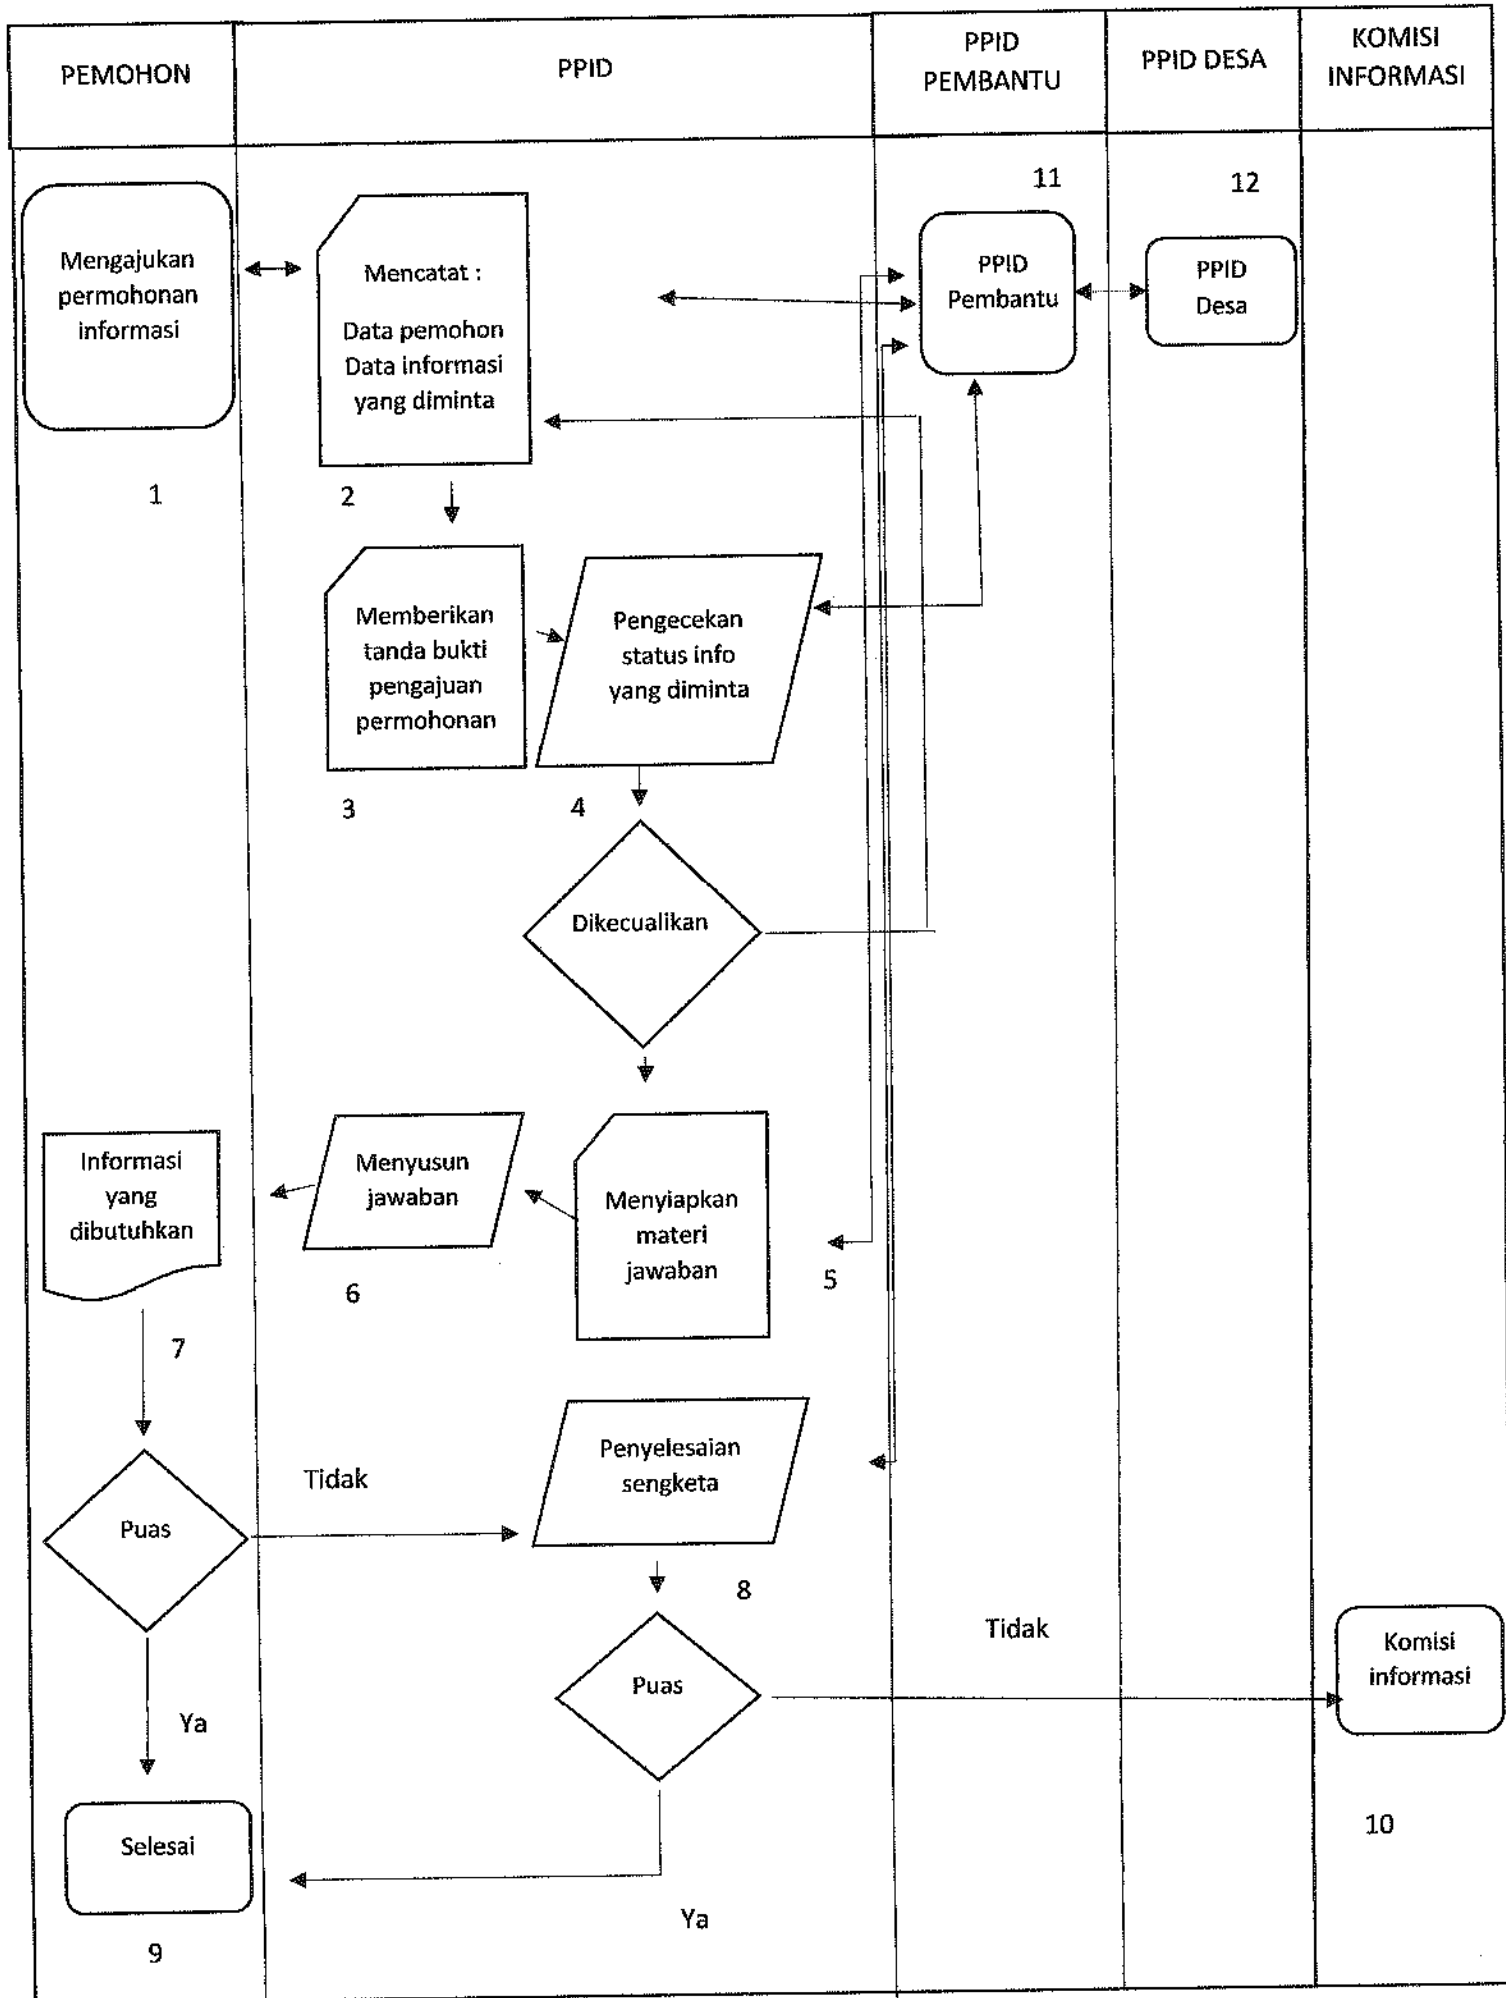 PEMOHON
PPID
PPID
PEMBANTU
PPID DESA
KOMISI
INFORMASI
11
12
Mengajukan
permohonan
informasi
Mencatat :
Data pemohon
Data informasi
yang diminta
PPID
Pembantu
PPID
Desa
1
2
Memberikan
tanda bukti
pengajuan
permohonan
Pengecekan
status info
yang diminta
3
4
Dikecualikan
Informasi
yang
dibutuhkan
Menyusun
jawaban
Menyiapkan
materi
jawaban
5
6
7
Penyelesaian
sengketa
Tidak
Puas
8
Tidak
Komisi
informasi
Puas
Ya
10
Selesai
Ya
9